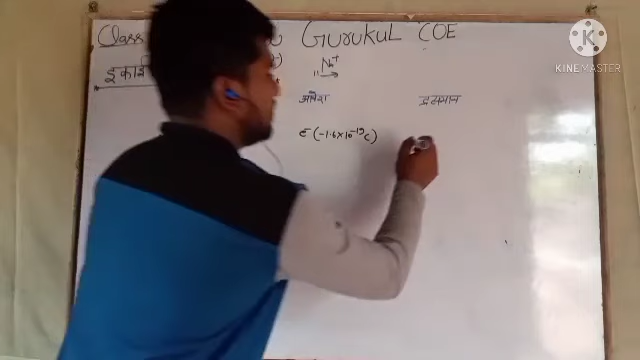 Class GURUKUL COE
इकाई Na+
"→
आवेश द्रव्यमान
e⁻ (-1.6×10⁻¹⁹C)
K
KINEMASTER